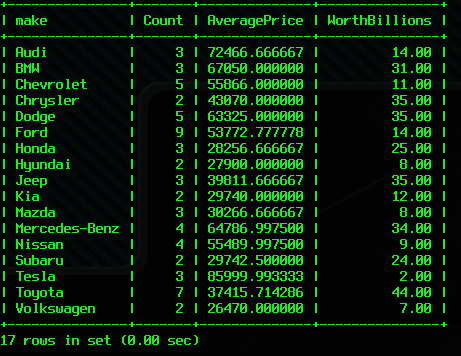 +---------------+-------+--------------+---------------+
| make          | Count | AveragePrice | WorthBillions |
+---------------+-------+--------------+---------------+
| Audi          |     3 | 72466.666667 |         14.00 |
| BMW           |     3 | 67050.000000 |         31.00 |
| Chevrolet     |     5 | 55866.000000 |         11.00 |
| Chrysler      |     2 | 43070.000000 |         35.00 |
| Dodge         |     5 | 63325.000000 |         35.00 |
| Ford          |     9 | 53772.777778 |         14.00 |
| Honda         |     3 | 28256.666667 |         25.00 |
| Hyundai       |     2 | 27900.000000 |          8.00 |
| Jeep          |     3 | 39811.666667 |         35.00 |
| Kia           |     2 | 29740.000000 |         12.00 |
| Mazda         |     3 | 30266.666667 |          8.00 |
| Mercedes-Benz |     4 | 64786.997500 |         34.00 |
| Nissan        |     4 | 55489.997500 |          9.00 |
| Subaru        |     2 | 29742.500000 |         24.00 |
| Tesla         |     3 | 85999.993333 |          2.00 |
| Toyota        |     7 | 37415.714286 |         44.00 |
| Volkswagen    |     2 | 26470.000000 |          7.00 |
+---------------+-------+--------------+---------------+
17 rows in set (0.00 sec)